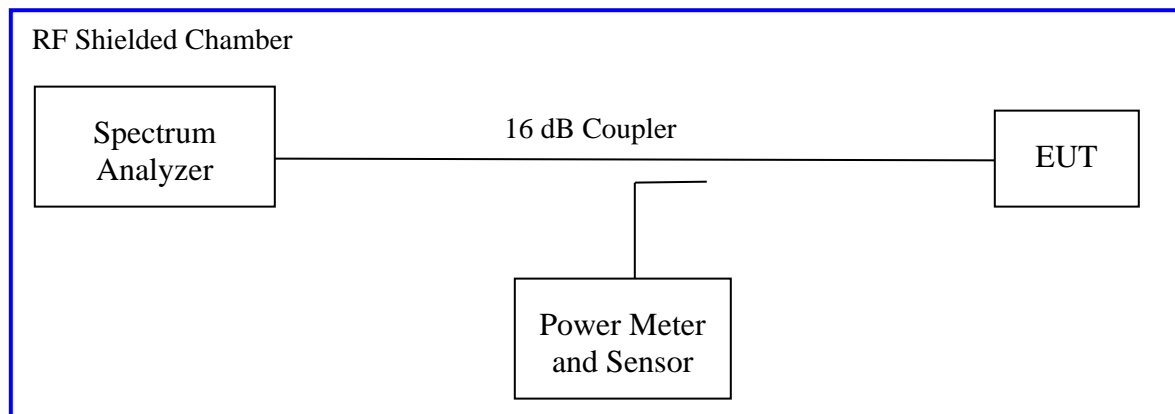 RF Shielded Chamber
Spectrum
Analyzer
16 dB Coupler
EUT
Power Meter
and Sensor